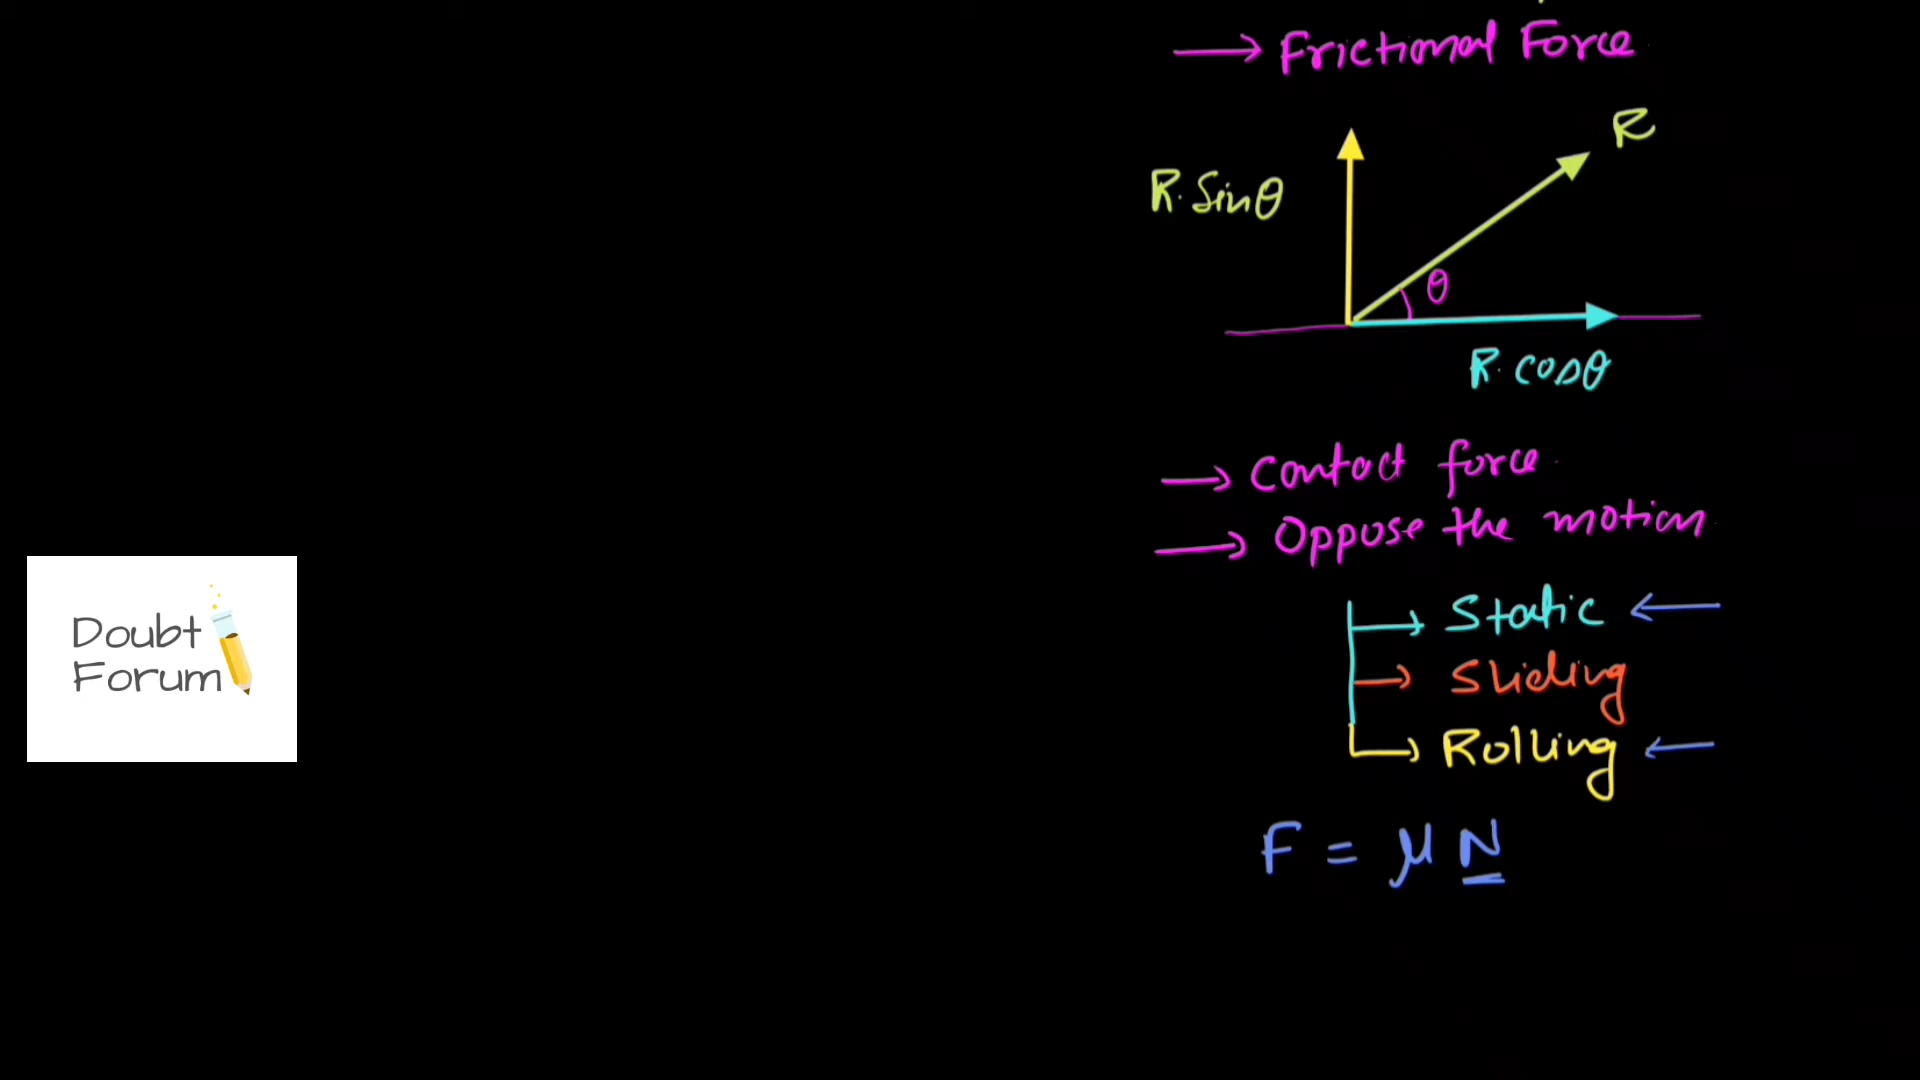 → Frictional Force
R
R. Sinθ
θ
R. cosθ
→ Contact force.
→ Oppose the motion
→ Static ←
→ Sliding
→ Rolling ←
F = μ N
Doubt
Forum